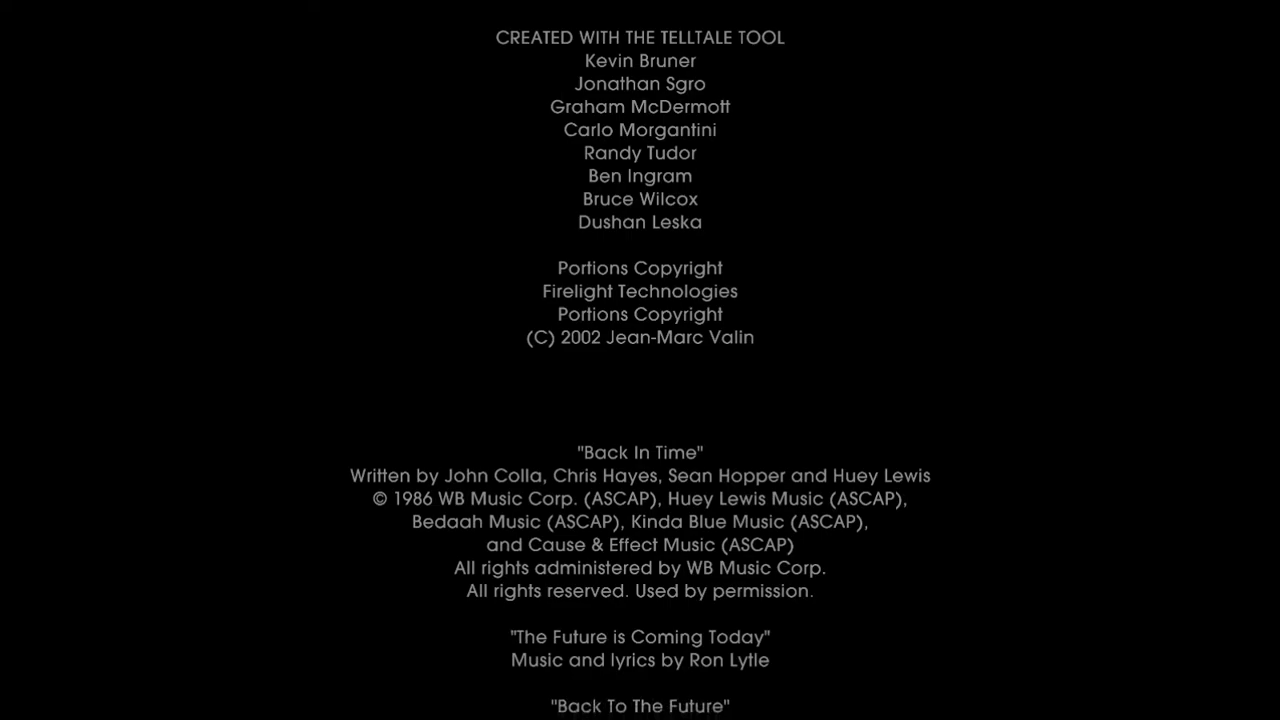 CREATED WITH THE TELLTALE TOOL
Kevin Bruner
Jonathan Sgro
Graham McDermott
Carlo Morgantini
Randy Tudor
Ben Ingram
Bruce Wilcox
Dushan Leska
Portions Copyright
Firelight Technologies
Portions Copyright
(C) 2002 Jean-Marc Valin
"Back In Time"
Written by John Colla, Chris Hayes, Sean Hopper and Huey Lewis
© 1986 WB Music Corp. (ASCAP), Huey Lewis Music (ASCAP),
Bedaah Music (ASCAP), Kinda Blue Music (ASCAP),
and Cause & Effect Music (ASCAP)
All rights administered by WB Music Corp.
All rights reserved. Used by permission.
"The Future is Coming Today"
Music and lyrics by Ron Lytle
"Back To The Future"